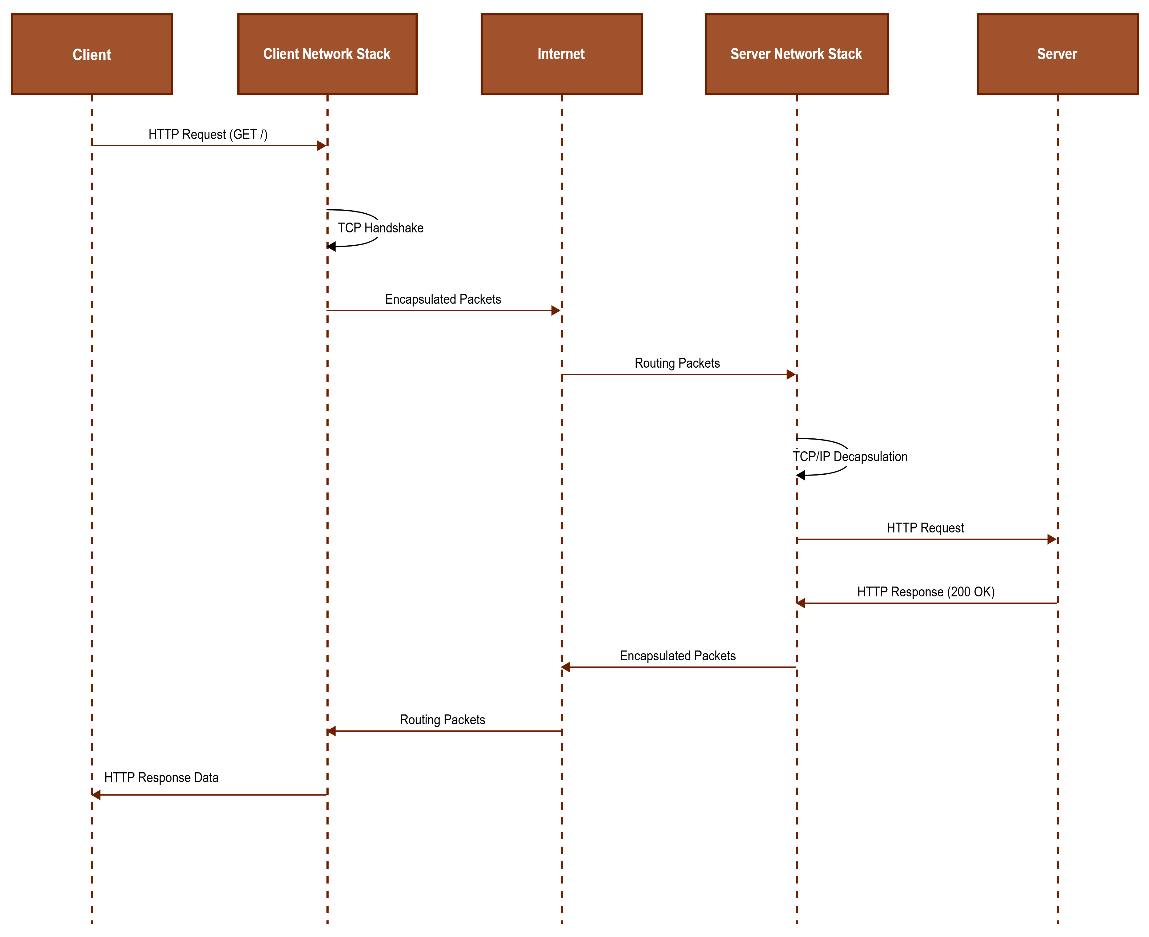 Client
Client Network Stack
Internet
Server Network Stack
Server
HTTP Request (GET /)
TCP Handshake
Encapsulated Packets
Routing Packets
TCP/IP Decapsulation
HTTP Request
HTTP Response (200 OK)
Encapsulated Packets
Routing Packets
HTTP Response Data